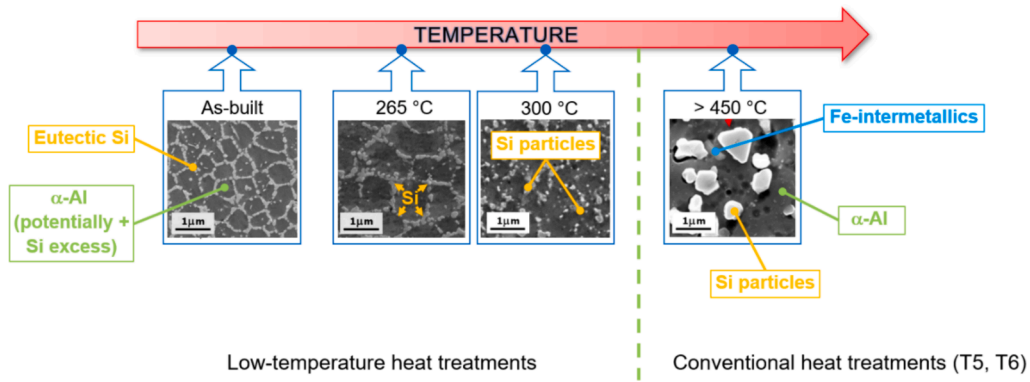 TEMPERATURE
As-built
265 °C
300 °C
> 450 °C
Eutectic Si
α-Al
(potentially +
Si excess)
Si
Si particles
Fe-intermetallics
α-Al
Si particles
1μm
1μm
1μm
1μm
Low-temperature heat treatments
Conventional heat treatments (T5, T6)